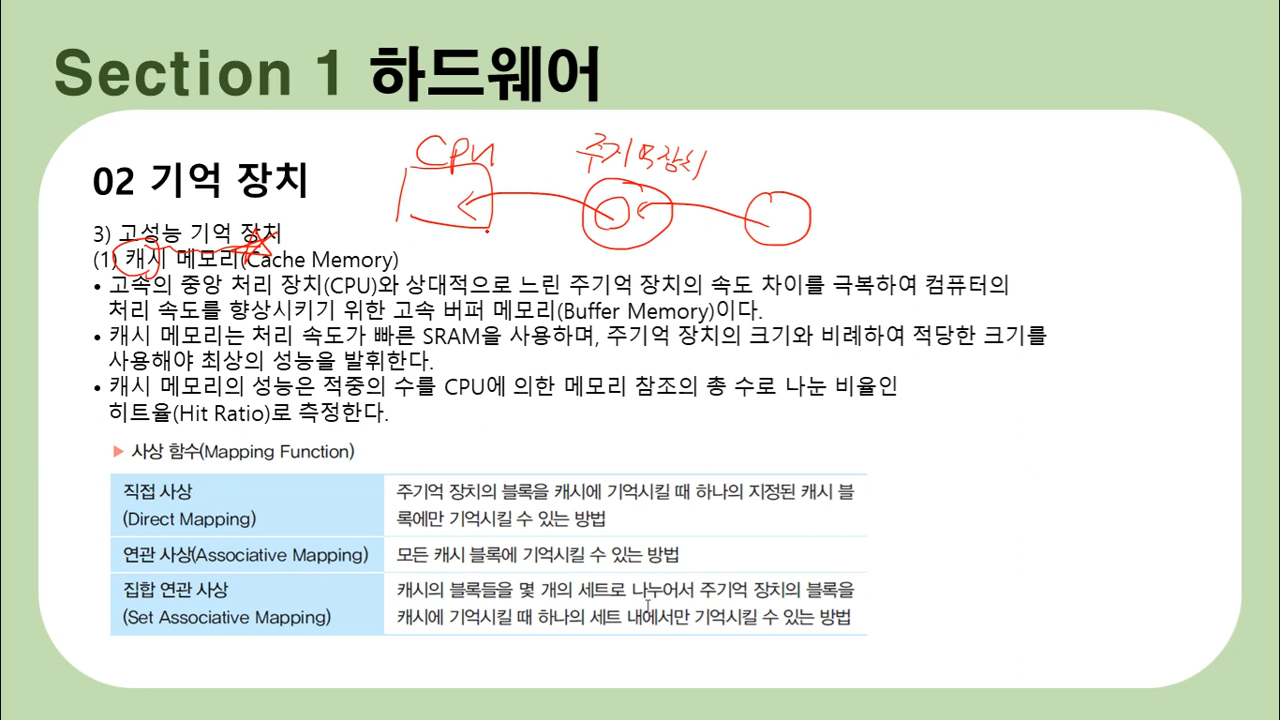 Section 1 하드웨어
CPU
주기억장치
02 기억 장치
3) 고성능 기억 장치
(1) 캐시 메모리(Cache Memory)
• 고속의 중앙 처리 장치(CPU)와 상대적으로 느린 주기억 장치의 속도 차이를 극복하여 컴퓨터의
처리 속도를 향상시키기 위한 고속 버퍼 메모리(Buffer Memory)이다.
• 캐시 메모리는 처리 속도가 빠른 SRAM을 사용하며, 주기억 장치의 크기와 비례하여 적당한 크기를
사용해야 최상의 성능을 발휘한다.
• 캐시 메모리의 성능은 적중의 수를 CPU에 의한 메모리 참조의 총 수로 나눈 비율인
히트율(Hit Ratio)로 측정한다.
▶ 사상 함수(Mapping Function)
직접 사상
(Direct Mapping)
주기억 장치의 블록을 캐시에 기억시킬 때 하나의 지정된 캐시 블
록에만 기억시킬 수 있는 방법
연관 사상(Associative Mapping)
모든 캐시 블록에 기억시킬 수 있는 방법
집합 연관 사상
(Set Associative Mapping)
캐시의 블록들을 몇 개의 세트로 나누어서 주기억 장치의 블록을
캐시에 기억시킬 때 하나의 세트 내에서만 기억시킬 수 있는 방법